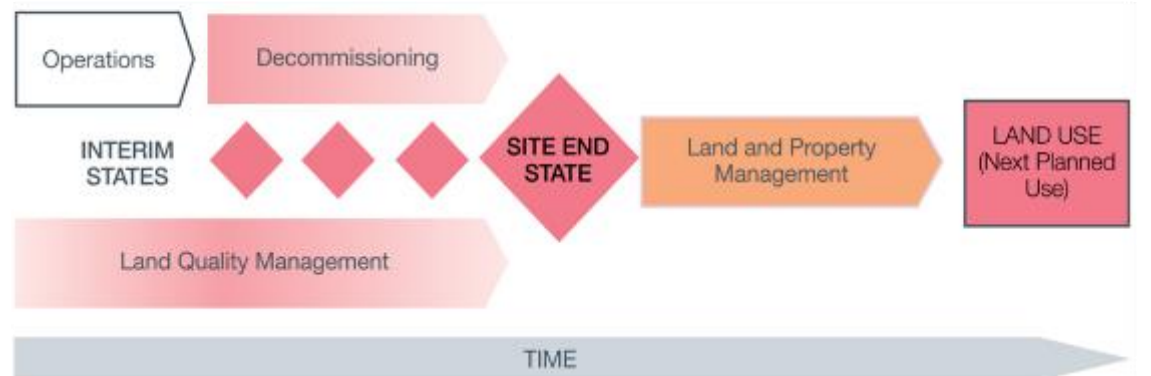 Operations
Decommissioning
INTERIM
STATES
SITE END
STATE
Land and Property
Management
LAND USE
(Next Planned
Use)
Land Quality Management
TIME